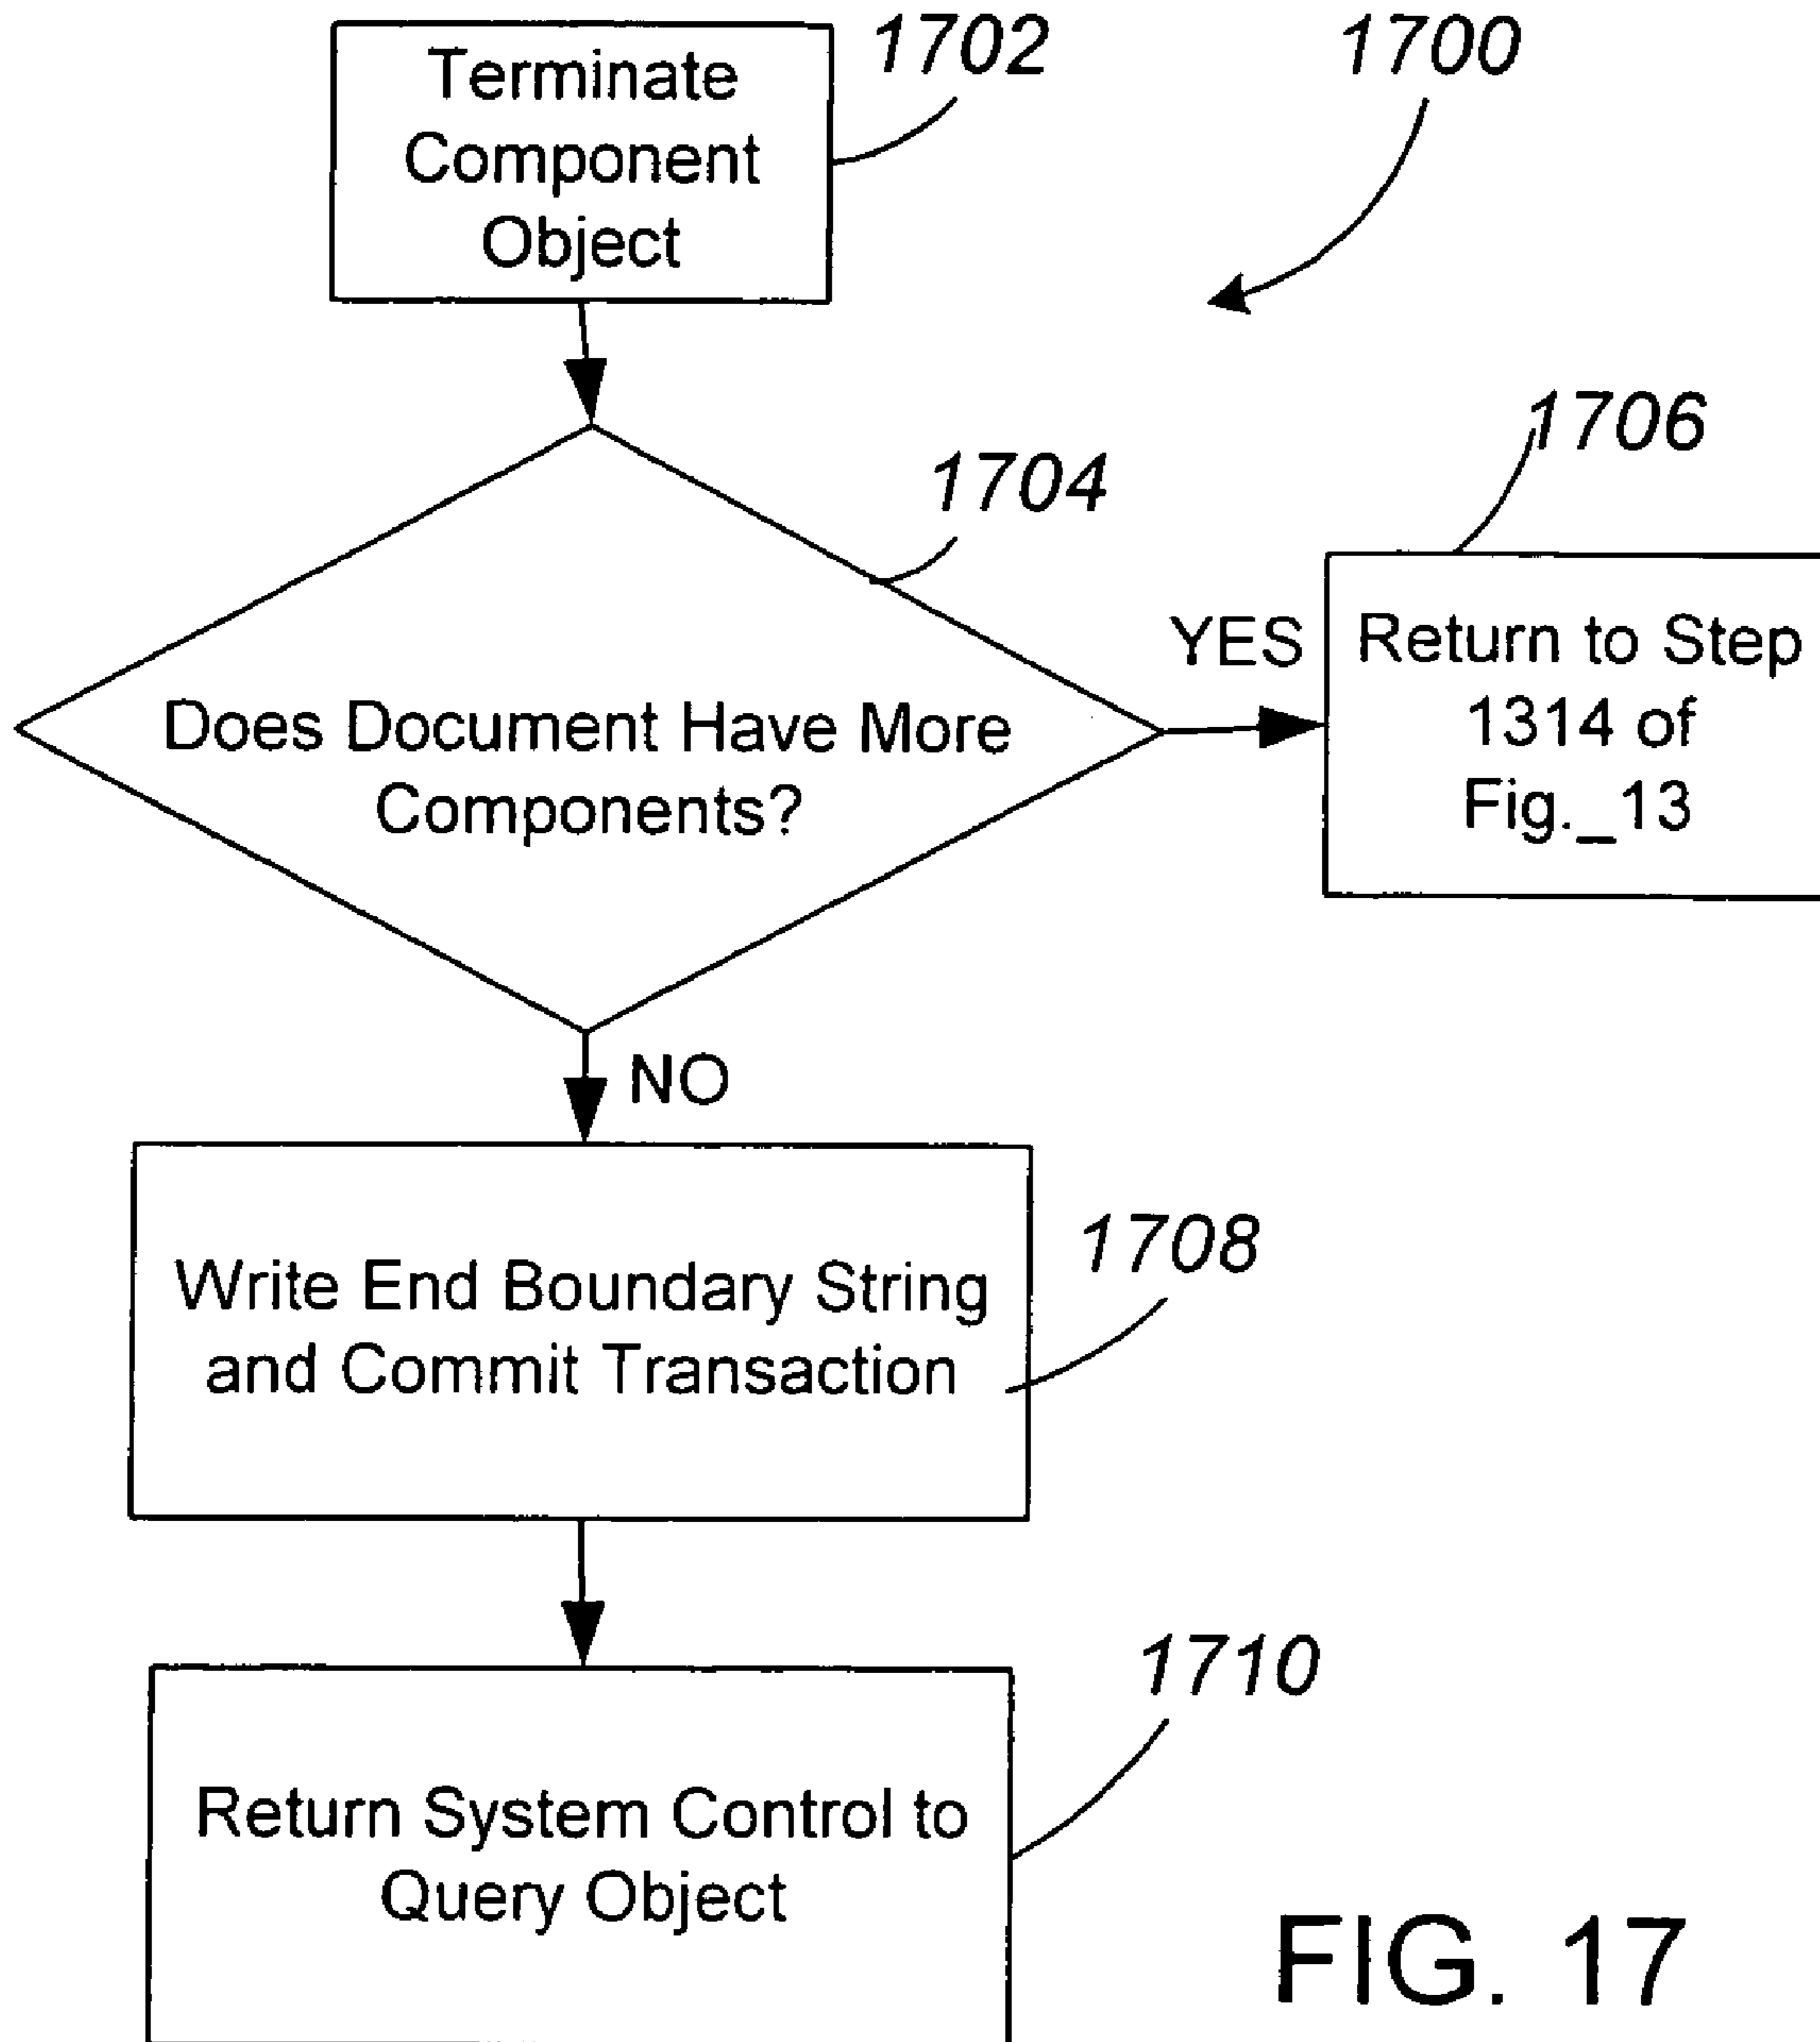 Terminate
Component
Object
1702
1700
1704
1706
Does Document Have More
Components?
YES
Return to Step
1314 of
Fig._13
NO
Write End Boundary String
and Commit Transaction
1708
Return System Control to
Query Object
1710
FIG. 17